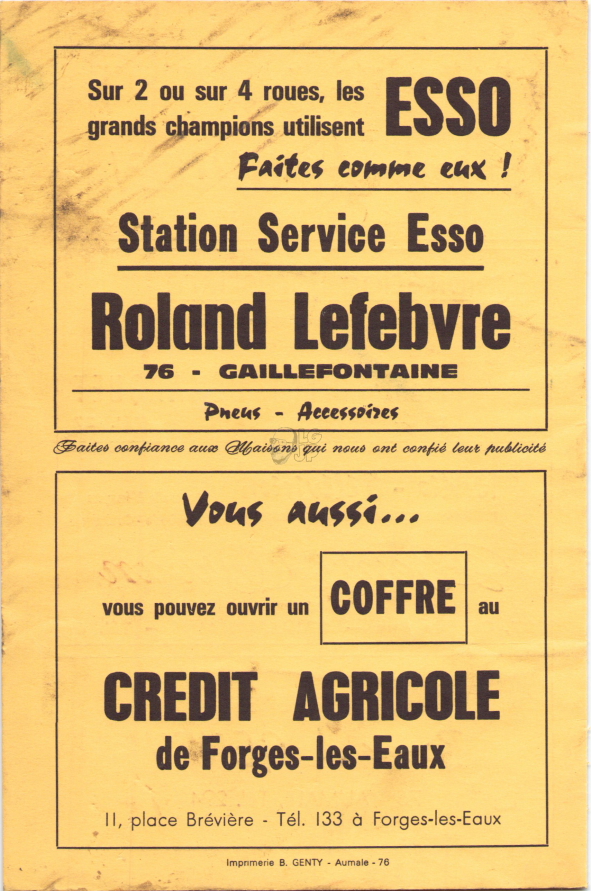 Sur 2 ou sur 4 roues, les
grands champions utilisent ESSO
Faites comme eux !
Station Service Esso
Roland Lefebvre
76 - GAILLEFONTAINE
Pneus - Accessoires
Faites confiance aux Maisons qui nous ont confié leur publicité
Vous aussi...
vous pouvez ouvrir un COFFRE au
CREDIT AGRICOLE
de Forges-les-Eaux
11, place Brévière - Tél. 133 à Forges-les-Eaux
Imprimerie B. GENTY - Aumale - 76